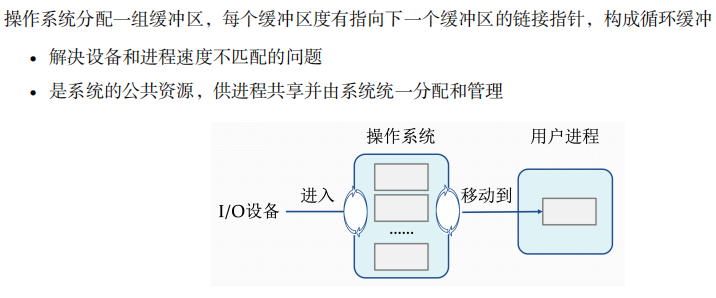 操作系统分配一组缓冲区，每个缓冲区度有指向下一个缓冲区的链接指针，构成循环缓冲
• 解决设备和进程速度不匹配的问题
• 是系统的公共资源，供进程共享并由系统统一分配和管理
操作系统 用户进程
进入 移动到
I/O设备
......